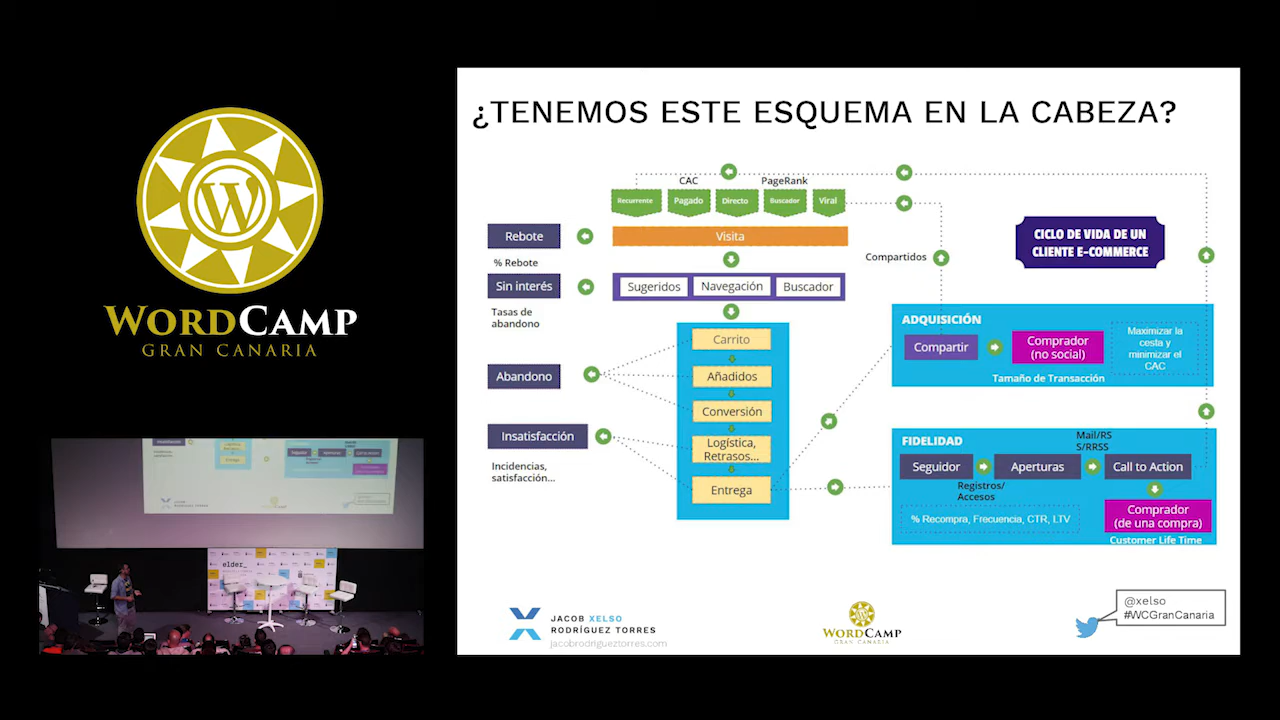 WORDCAMP
GRAN CANARIA
¿TENEMOS ESTE ESQUEMA EN LA CABEZA?
CAC
PageRank
Recurrente
Pagado
Directo
Buscador
Viral
Rebote
Visita
% Rebote
Sin interés
Sugeridos
Navegación
Buscador
Tasas de
abandono
Carrito
Abandono
Añadidos
Conversión
Insatisfacción
Logística,
Retrasos...
Incidencias,
satisfacción...
Entrega
Compartidos
CICLO DE VIDA DE UN
CLIENTE E-COMMERCE
ADQUISICIÓN
Compartir
Comprador
(no social)
Maximizar la
cesta y
minimizar el
CAC
Tamaño de Transacción
FIDELIDAD
Mail/RS
S/RRSS
Seguidor
Aperturas
Call to Action
Registros/
Accesos
% Recompra, Frecuencia, CTR, LTV
Comprador
(de una compra)
Customer Life Time
JACOB XELSO
RODRÍGUEZ TORRES
jacobrodrigueztorres.com
WORDCAMP
GRAN CANARIA
@xelso
#WCGranCanaria
elder_